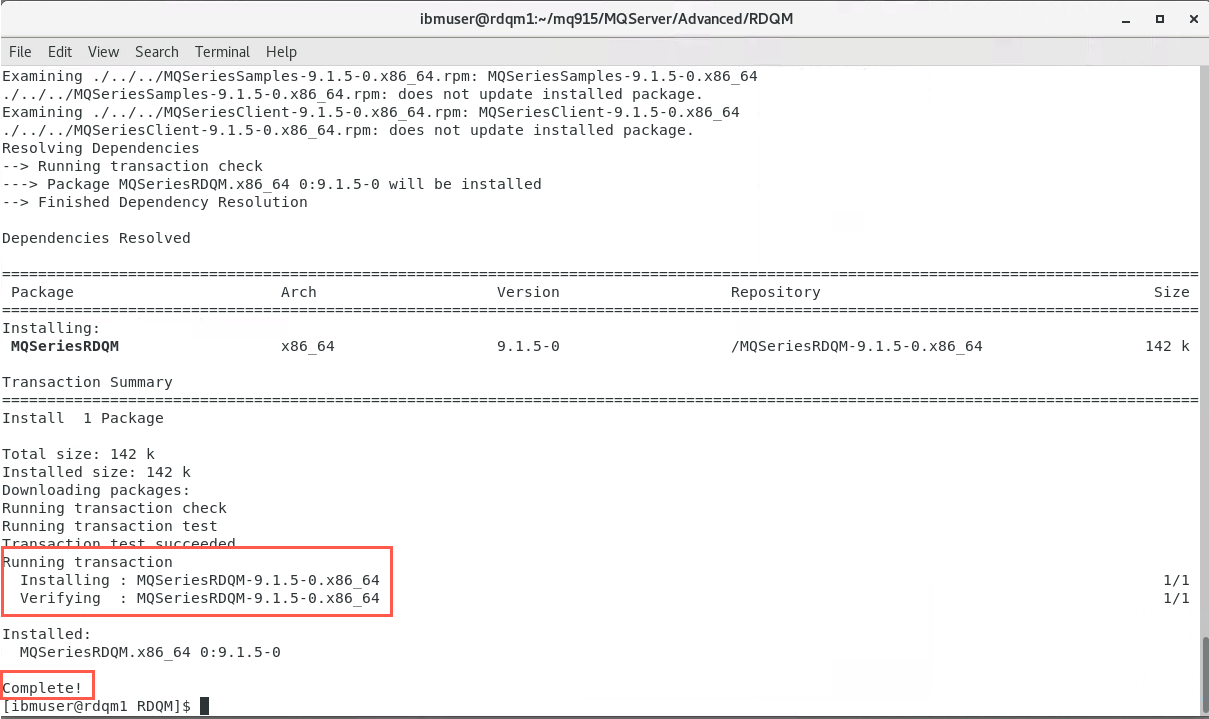 ibmuser@rdqm1:~/mq915/MQServer/Advanced/RDQM
File Edit View Search Terminal Help
Examining ./../../MQSeriesSamples-9.1.5-0.x86_64.rpm: MQSeriesSamples-9.1.5-0.x86_64
./../../MQSeriesSamples-9.1.5-0.x86_64.rpm: does not update installed package.
Examining ./../../MQSeriesClient-9.1.5-0.x86_64.rpm: MQSeriesClient-9.1.5-0.x86_64
./../../MQSeriesClient-9.1.5-0.x86_64.rpm: does not update installed package.
Resolving Dependencies
--> Running transaction check
---> Package MQSeriesRDQM.x86_64 0:9.1.5-0 will be installed
--> Finished Dependency Resolution
Dependencies Resolved
=====================================================================================================================================
Package Arch Version Repository Size
=====================================================================================================================================
Installing:
MQSeriesRDQM x86_64 9.1.5-0 /MQSeriesRDQM-9.1.5-0.x86_64 142 k
Transaction Summary
=====================================================================================================================================
Install  1 Package
Total size: 142 k
Installed size: 142 k
Downloading packages:
Running transaction check
Running transaction test
Transaction test succeeded
Running transaction
Installing : MQSeriesRDQM-9.1.5-0.x86_64 1/1
Verifying  : MQSeriesRDQM-9.1.5-0.x86_64 1/1
Installed:
MQSeriesRDQM.x86_64 0:9.1.5-0
Complete!
[ibmuser@rdqm1 RDQM]$